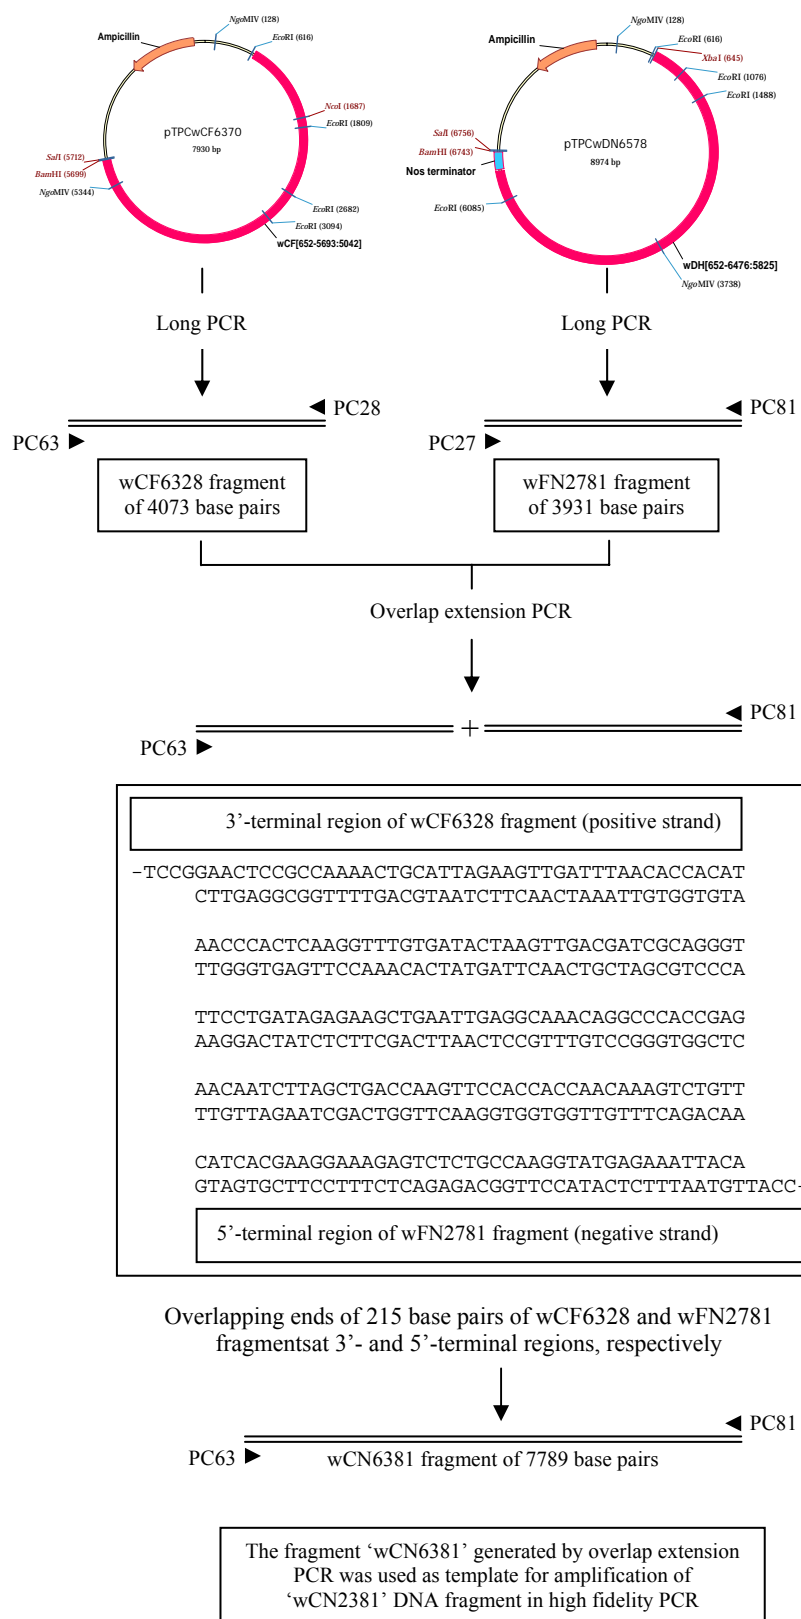 NgoMIV (128)
EcoRI (616)
Ampicillin
NcoI (1687)
EcoRI (1809)
pTPCwCF6370
7930 bp
SalI (5712)
BamHI (5699)
NgoMIV (5344)
EcoRI (2682)
EcoRI (3094)
wCF[652-5693:5042]
NgoMIV (128)
EcoRI (616)
Ampicillin
XbaI (645)
EcoRI (1076)
EcoRI (1488)
SalI (6756)
pTPCwDN6578
BamHI (6743)
8974 bp
Nos terminator
EcoRI (6085)
wDH[652-6476:5825]
NgoMIV (3738)
Long PCR
Long PCR
PC28
PC63
PC81
PC27
wCF6328 fragment
of 4073 base pairs
wFN2781 fragment
of 3931 base pairs
Overlap extension PCR
PC81
+
PC63
3’-terminal region of wCF6328 fragment (positive strand)
-TCCGGAACTCCGCCAAAACTGCATTAGAAGTTGATTTAACACCACAT
CTTGAGGCGGTTTTGACGTAATCTTCAACTAAATTGTGGTGTA
AACCCACTCAAGGTTTGTGATACTAAGTTGACGATCGCAGGGT
TTGGGTGAGTTCCAAACACTATGATTCAACTGCTAGCGTCCCA
TTCCTGATAGAGAAGCTGAATTGAGGCAAACAGGCCCACCGAG
AAGGACTATCTCTTCGACTTAACTCCGTTTGTCCGGGTGGCTC
AACAATCTTAGCTGACCAAGTTCCACCACCAACAAAGTCTGTT
TTGTTAGAATCGACTGGTTCAAGGTGGTGGTTGTTTCAGACAA
CATCACGAAGGAAAGAGTCTCTGCCAAGGTATGAGAAATTACA
GTAGTGCTTCCTTTCTCAGAGACGGTTCCATACTCTTTAATGTTACC-
5’-terminal region of wFN2781 fragment (negative strand)
Overlapping ends of 215 base pairs of wCF6328 and wFN2781
fragmentsat 3’- and 5’-terminal regions, respectively
PC81
PC63
wCN6381 fragment of 7789 base pairs
The fragment ‘wCN6381’ generated by overlap extension
PCR was used as template for amplification of
‘wCN2381’ DNA fragment in high fidelity PCR